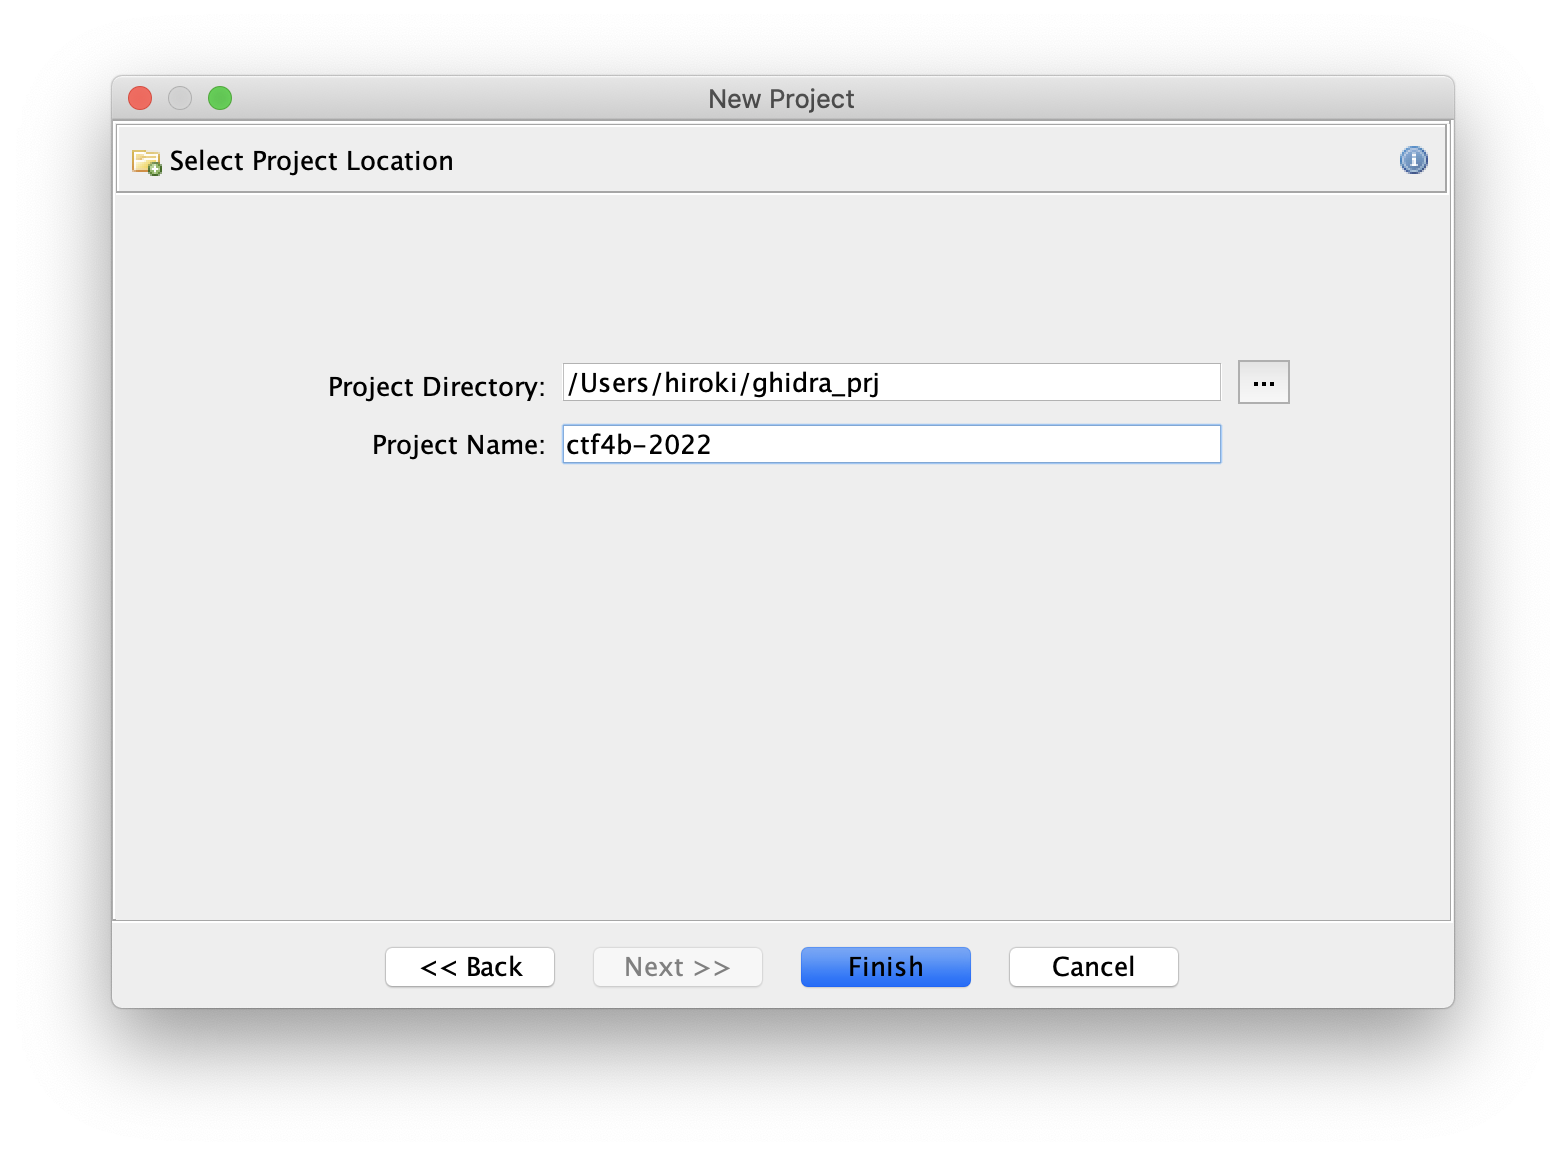 New Project
Select Project Location
Project Directory: /Users/hiroki/ghidra_prj ...
Project Name: ctf4b-2022
<< Back Next >> Finish Cancel